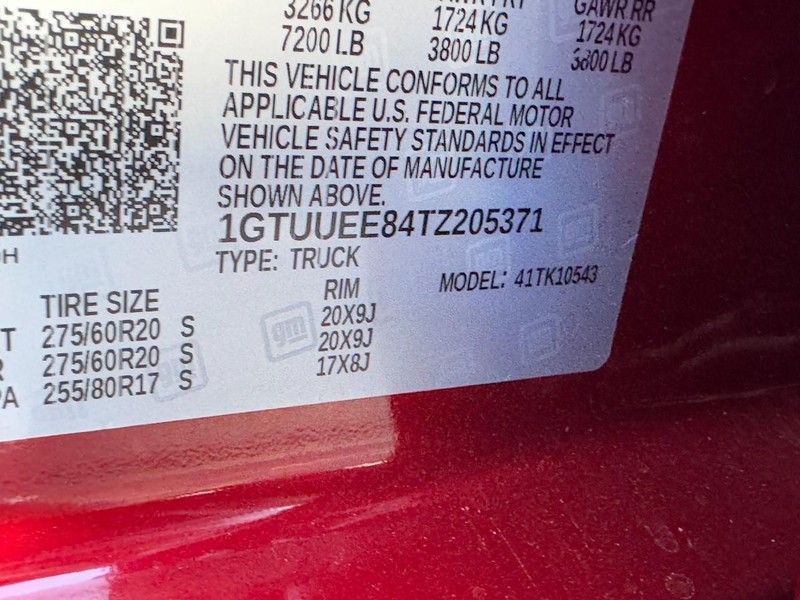 3266 KG 1724 KG GAWR RR
7200 LB 3800 LB 1724 KG
3800 LB
THIS VEHICLE CONFORMS TO ALL
APPLICABLE U.S. FEDERAL MOTOR
VEHICLE SAFETY STANDARDS IN EFFECT
ON THE DATE OF MANUFACTURE
SHOWN ABOVE.
1GTUUEE84TZ205371
TYPE: TRUCK MODEL: 41TK10543
TIRE SIZE RIM
275/60R20 S 20X9J
275/60R20 S 20X9J
255/80R17 S 17X8J
gm